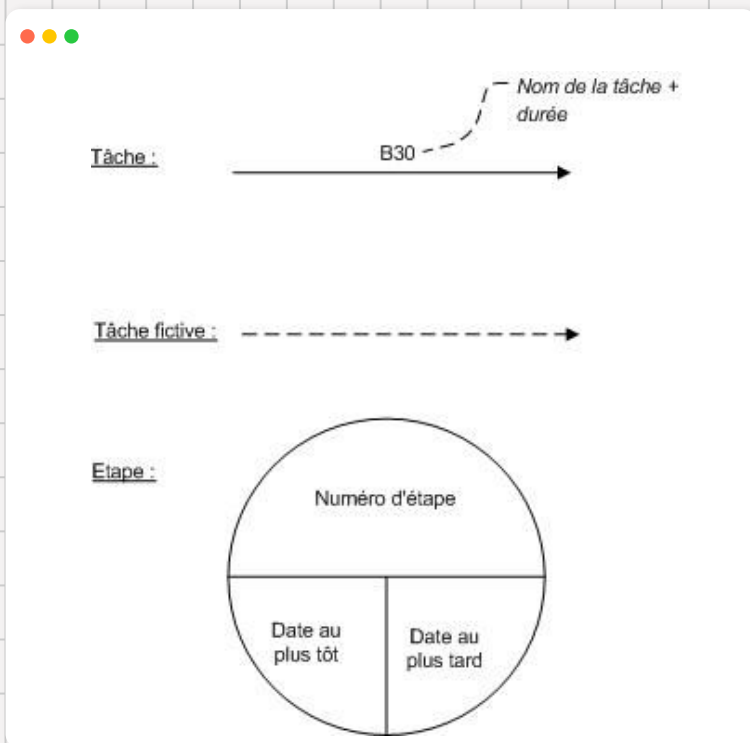 Nom de la tâche +
durée
B30
Tâche :
Tâche fictive :
Etape :
Numéro d'étape
Date au
plus tôt
Date au
plus tard